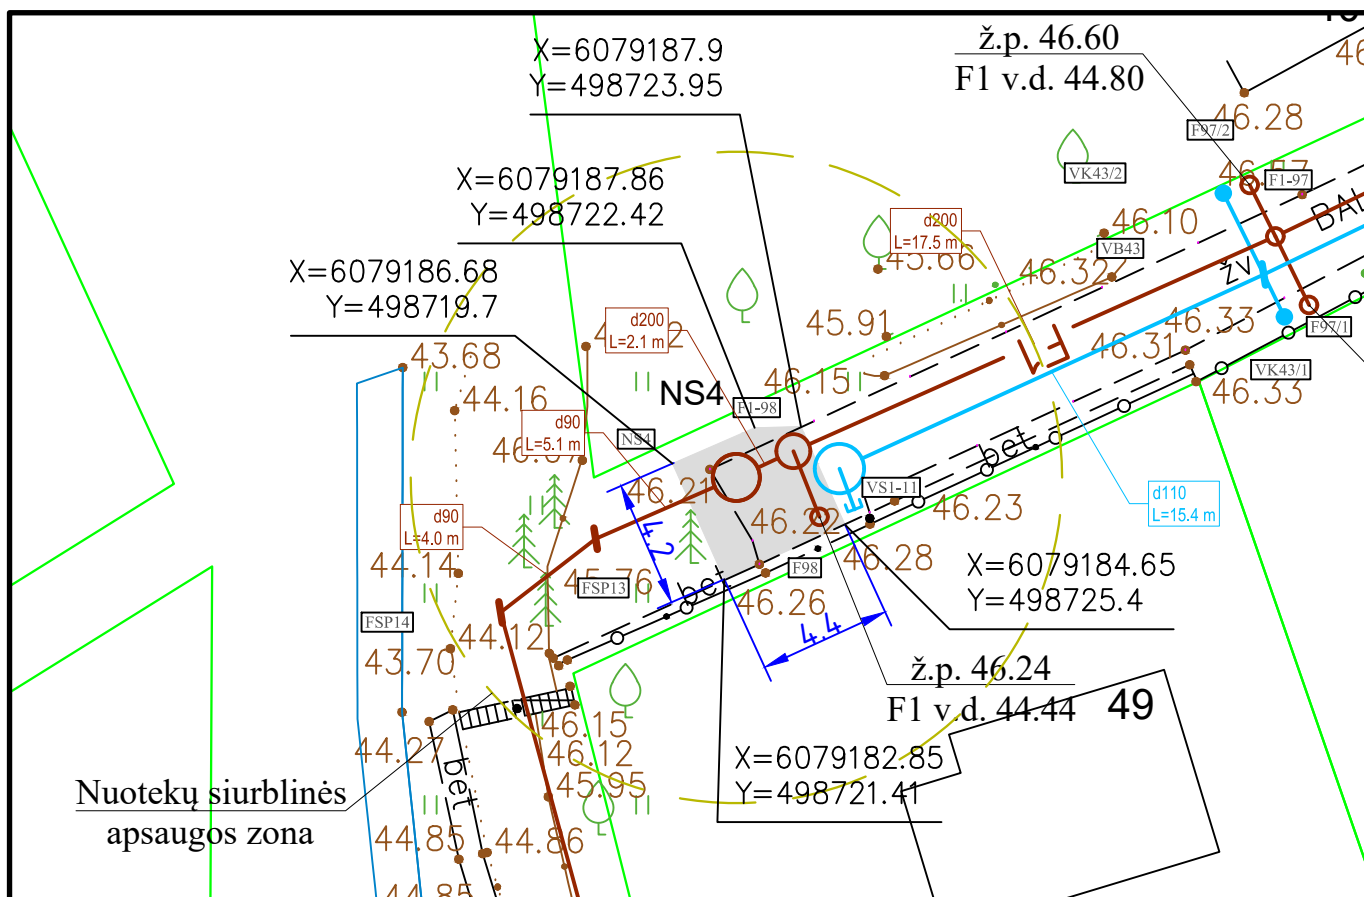 X=6079187.9
Y=498723.95
ž.p. 46.60
F1 v.d. 44.80
46.28
F97/2
VK43/2
F1-97
X=6079187.86
Y=498722.42
d200
L=17.5 m
46.10
VB43
X=6079186.68
Y=498719.7
46.32
žv
d200
L=2.1 m
45.91
46.33
F97/1
46.31
43.68
46.15
VK43/1
46.33
NS4
F1-98
44.16
d90
L=5.1 m
NS4
bet
46.21
VS1-11
46.23
d110
L=15.4 m
d90
L=4.0 m
46.22
4.2
F1
46.28
44.14
45.76
FSP13
bet
F98
X=6079184.65
Y=498725.4
46.26
FSP14
44.12
4.4
43.70
ž.p. 46.24
F1 v.d. 44.44
49
46.15
44.27
46.12
45.95
bet
X=6079182.85
Y=498721.41
Nuotekų siurblinės
apsaugos zona
44.85
44.86
44.85